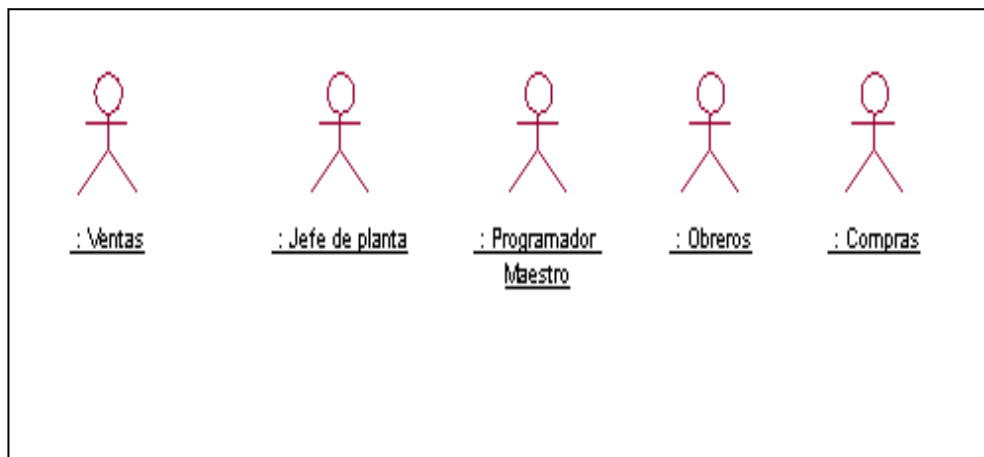 : Ventas
: Jefe de planta
: Programador
Maestro
: Obreros
: Compras